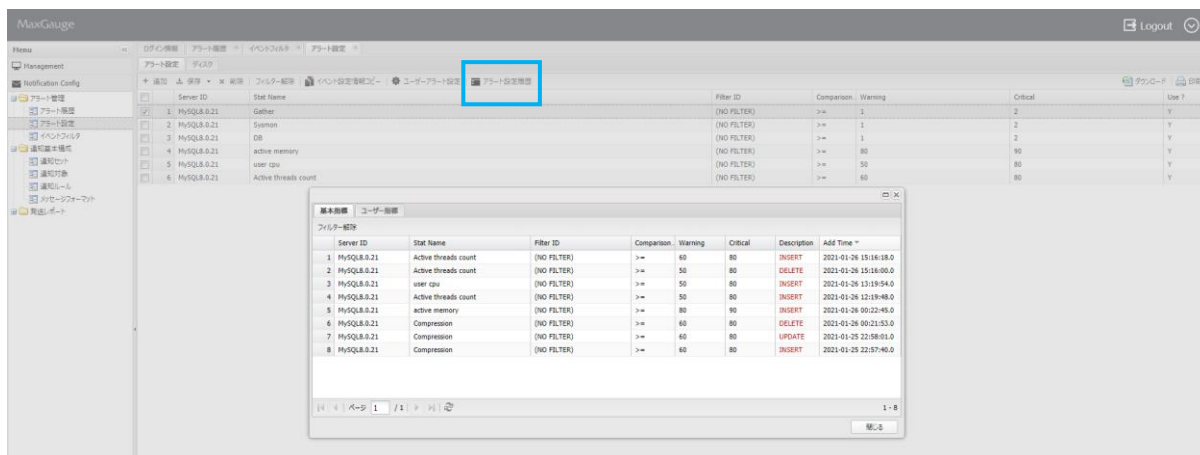 MaxGauge
Logout
Menu
Management
Notification Config
アラート管理
アラート履歴
アラート設定
イベントフィルタ
通知基本構成
通知セット
通知対象
通知ルール
メッセージフォーマット
発送レポート
ログイン情報 アラート履歴 イベントフィルタ アラート設定
アラート設定 ディスク
追加 保存 削除 フィルター解除 イベント設定情報コピー ユーザーアラート設定 アラート設定履歴 ダウンロード 印刷
Server ID Stat Name Filter ID Comparison. Warning Critical Use ?
1 MySQL8.0.21 Gather (NO FILTER) >= 1 2 Y
2 MySQL8.0.21 Sysmon (NO FILTER) >= 1 2 Y
3 MySQL8.0.21 DB (NO FILTER) >= 1 2 Y
4 MySQL8.0.21 active memory (NO FILTER) >= 80 90 Y
5 MySQL8.0.21 user cpu (NO FILTER) >= 50 80 Y
6 MySQL8.0.21 Active threads count (NO FILTER) >= 60 80 Y
基本指標 ユーザー指標
フィルター解除
Server ID Stat Name Filter ID Comparison. Warning Critical Description Add Time
1 MySQL8.0.21 Active threads count (NO FILTER) >= 60 80 INSERT 2021-01-26 15:16:18.0
2 MySQL8.0.21 Active threads count (NO FILTER) >= 50 80 DELETE 2021-01-26 15:16:00.0
3 MySQL8.0.21 user cpu (NO FILTER) >= 50 80 INSERT 2021-01-26 13:19:54.0
4 MySQL8.0.21 Active threads count (NO FILTER) >= 50 80 INSERT 2021-01-26 12:19:48.0
5 MySQL8.0.21 active memory (NO FILTER) >= 80 90 INSERT 2021-01-26 00:22:45.0
6 MySQL8.0.21 Compression (NO FILTER) >= 60 80 DELETE 2021-01-26 00:21:53.0
7 MySQL8.0.21 Compression (NO FILTER) >= 60 80 UPDATE 2021-01-25 22:58:01.0
8 MySQL8.0.21 Compression (NO FILTER) >= 60 80 INSERT 2021-01-25 22:57:40.0
ページ 1 / 1 1 - 8
閉じる